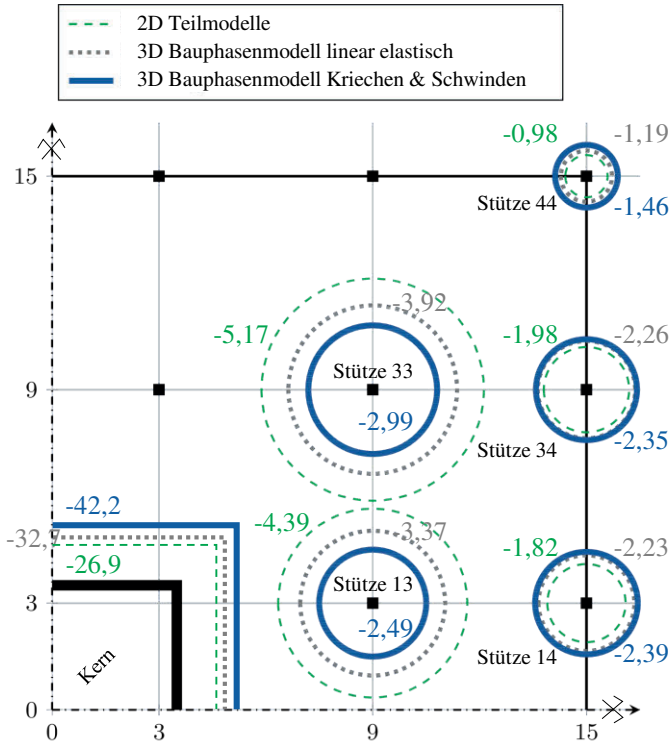 2D Teilmodelle
3D Bauphasenmodell linear elastisch
3D Bauphasenmodell Kriechen & Schwinden
-0,98
-1,19
15
Stütze 44
-1,46
-3,92
-5,17
-1,98
-2,26
Stütze 33
9
-2,99
Stütze 34
-2,35
-42,2
-32,7
-26,9
-4,39
-3,37
-1,82
-2,23
Stütze 13
3
-2,49
Stütze 14
-2,39
Kern
0
0
3
9
15